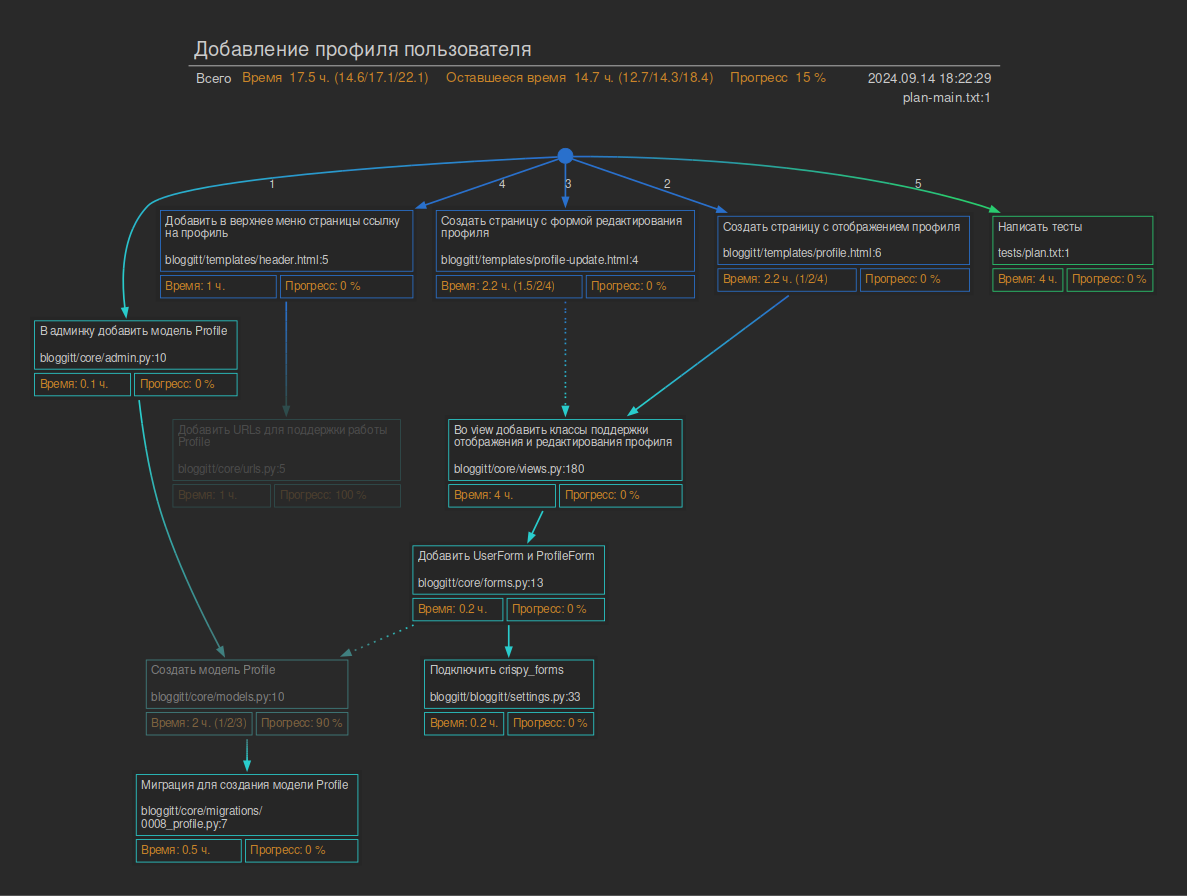 Добавление профиля пользователя
Всего Время 17.5 ч. (14.6/17.1/22.1) Оставшееся время 14.7 ч. (12.7/14.3/18.4) Прогресс 15 % 2024.09.14 18:22:29
plan-main.txt:1
1
4
3
2
5
Добавить в верхнее меню страницы ссылку
на профиль
bloggitt/templates/header.html:5
Время: 1 ч. Прогресс: 0 %
Создать страницу с формой редактирования
профиля
bloggitt/templates/profile-update.html:4
Время: 2.2 ч. (1.5/2/4) Прогресс: 0 %
Создать страницу с отображением профиля
bloggitt/templates/profile.html:6
Время: 2.2 ч. (1/2/4) Прогресс: 0 %
Написать тесты
tests/plan.txt:1
Время: 4 ч. Прогресс: 0 %
В админку добавить модель Profile
bloggitt/core/admin.py:10
Время: 0.1 ч. Прогресс: 0 %
Добавить URLs для поддержки работы
Profile
bloggitt/core/urls.py:5
Время: 1 ч. Прогресс: 100 %
Во view добавить классы поддержки
отображения и редактирования профиля
bloggitt/core/views.py:180
Время: 4 ч. Прогресс: 0 %
Добавить UserForm и ProfileForm
bloggitt/core/forms.py:13
Время: 0.2 ч. Прогресс: 0 %
Создать модель Profile
bloggitt/core/models.py:10
Время: 2 ч. (1/2/3) Прогресс: 90 %
Подключить crispy_forms
bloggitt/bloggitt/settings.py:33
Время: 0.2 ч. Прогресс: 0 %
Миграция для создания модели Profile
bloggitt/core/migrations/
0008_profile.py:7
Время: 0.5 ч. Прогресс: 0 %